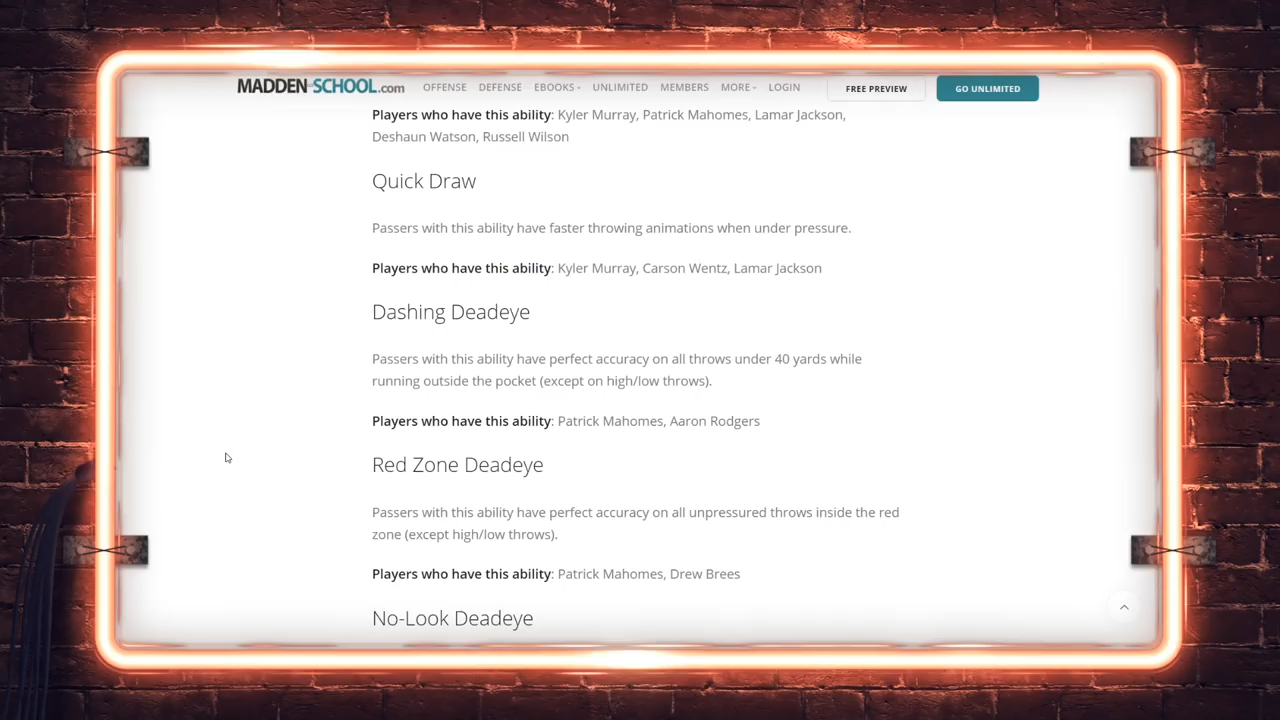 MADDEN-SCHOOL.com OFFENSE DEFENSE EBOOKS UNLIMITED MEMBERS MORE LOGIN FREE PREVIEW GO UNLIMITED
Players who have this ability: Kyler Murray, Patrick Mahomes, Lamar Jackson,
Deshaun Watson, Russell Wilson
Quick Draw
Passers with this ability have faster throwing animations when under pressure.
Players who have this ability: Kyler Murray, Carson Wentz, Lamar Jackson
Dashing Deadeye
Passers with this ability have perfect accuracy on all throws under 40 yards while
running outside the pocket (except on high/low throws).
Players who have this ability: Patrick Mahomes, Aaron Rodgers
Red Zone Deadeye
Passers with this ability have perfect accuracy on all unpressured throws inside the red
zone (except high/low throws).
Players who have this ability: Patrick Mahomes, Drew Brees
No-Look Deadeye